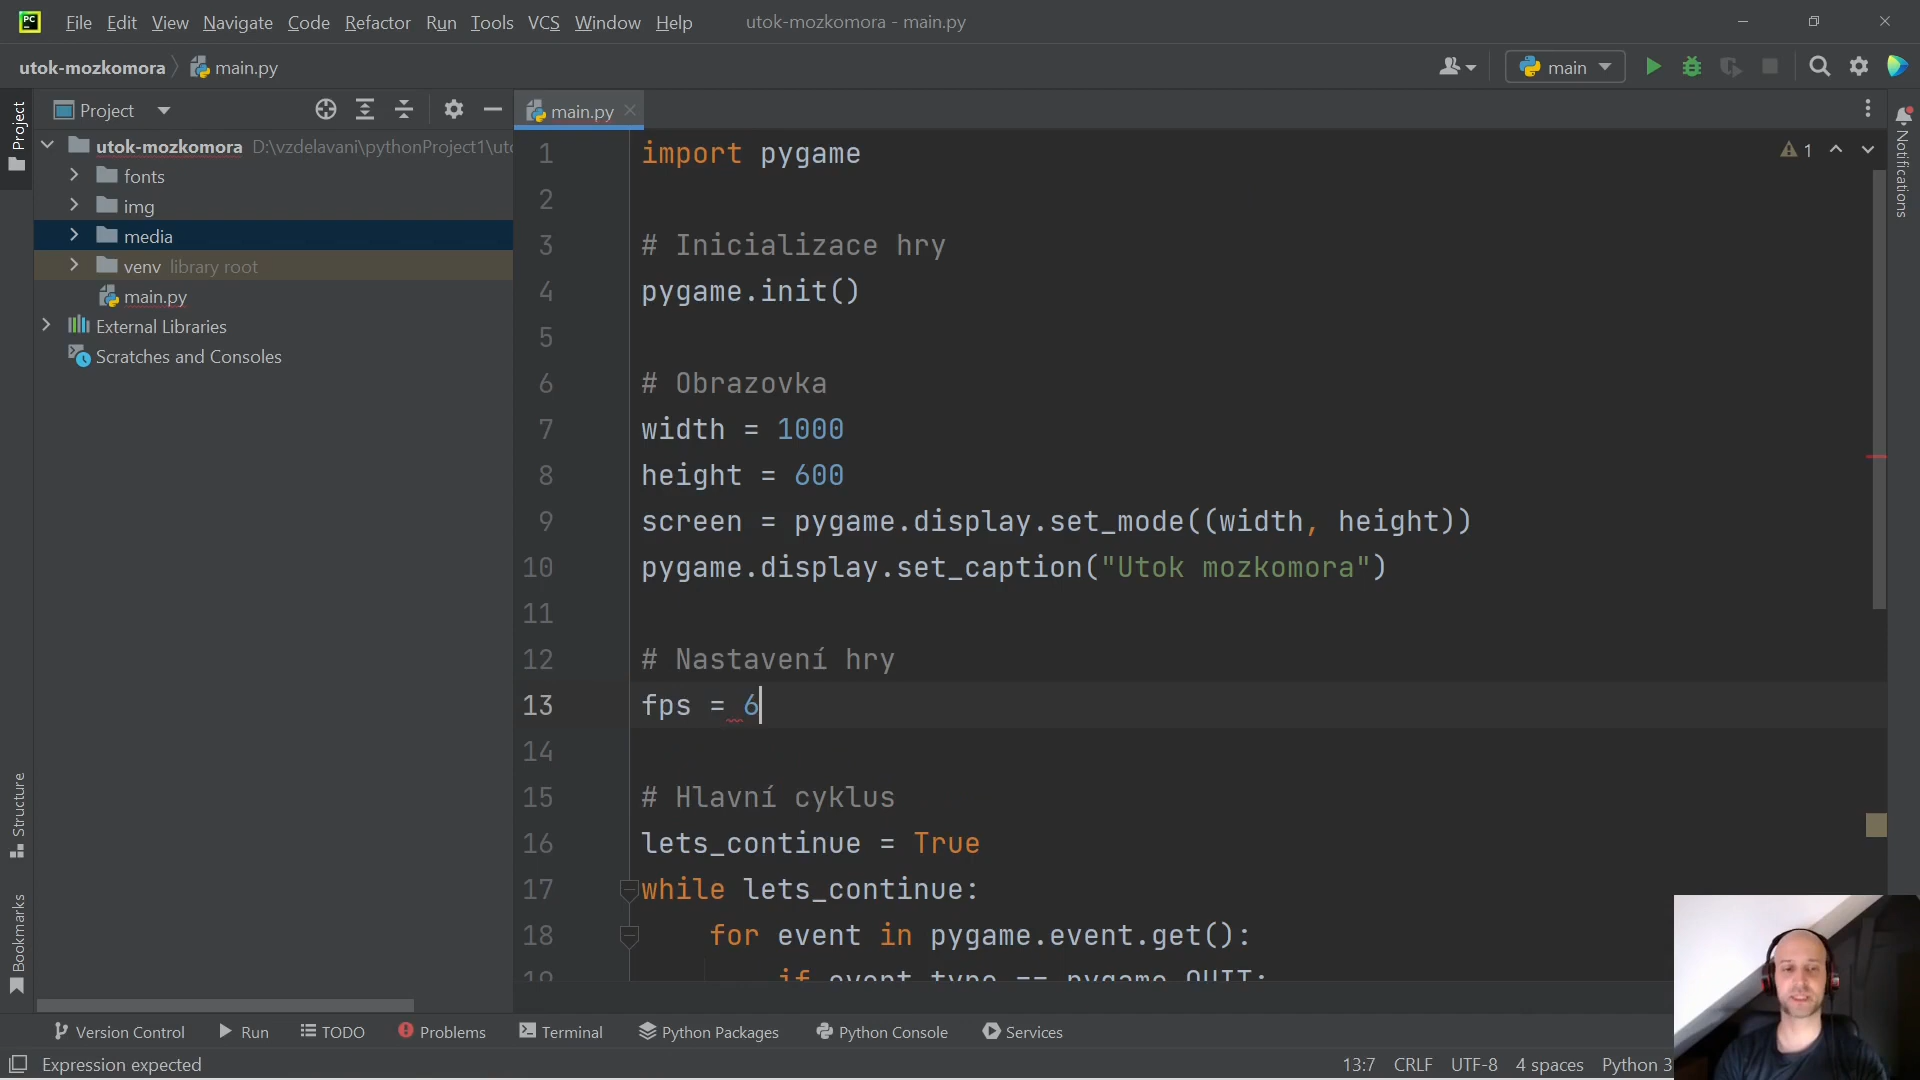 PC File Edit View Navigate Code Refactor Run Tools VCS Window Help utok-mozkomora - main.py
utok-mozkomora main.py main
Project
Project
main.py
utok-mozkomora D:\vzdelavani\pythonProject1\uto
fonts
img
media
venv library root
main.py
External Libraries
Scratches and Consoles
1 import pygame
2
3 # Inicializace hry
4 pygame.init()
5
6 # Obrazovka
7 width = 1000
8 height = 600
9 screen = pygame.display.set_mode((width, height))
10 pygame.display.set_caption("Utok mozkomora")
11
12 # Nastavení hry
13 fps = 6
14
15 # Hlavní cyklus
16 lets_continue = True
17 while lets_continue:
18 for event in pygame.event.get():
19 if event.type == pygame.QUIT:
1
Notifications
Structure
Bookmarks
Version Control Run TODO Problems Terminal Python Packages Python Console Services
Expression expected 13:7 CRLF UTF-8 4 spaces Python 3